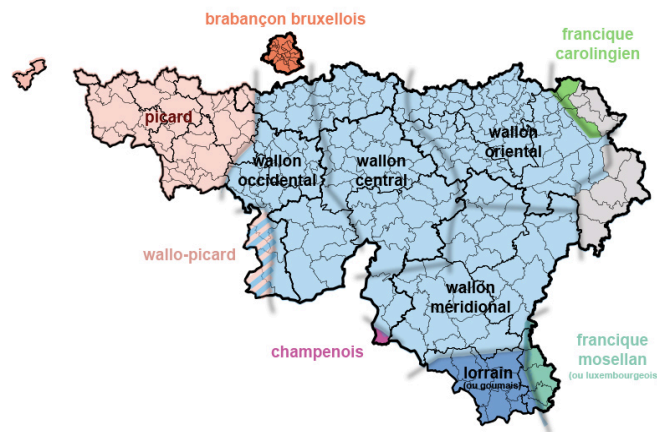 brabançon bruxellois
francique
carolingien
picard
wallon
oriental
wallon
occidental
wallon
central
wallo-picard
wallon
méridional
champenois
francique
mosellan
(ou luxembourgeois
lorrain
(ou goumais)